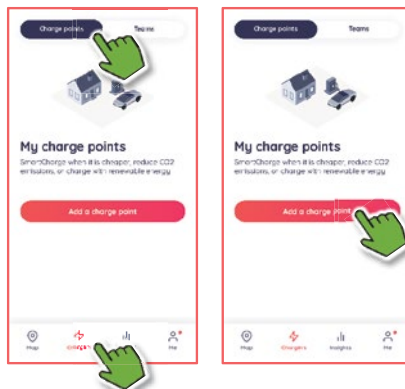 Charge points
Teams
My charge points
SmartCharge when it is cheaper, reduce CO2
emissions, or charge with renewable energy
Add a charge point
Map
Chargers
Me
Charge points
Teams
My charge points
SmartCharge when it is cheaper, reduce CO2
emissions, or charge with renewable energy
Add a charge point
Map
Chargers
Insights
Me